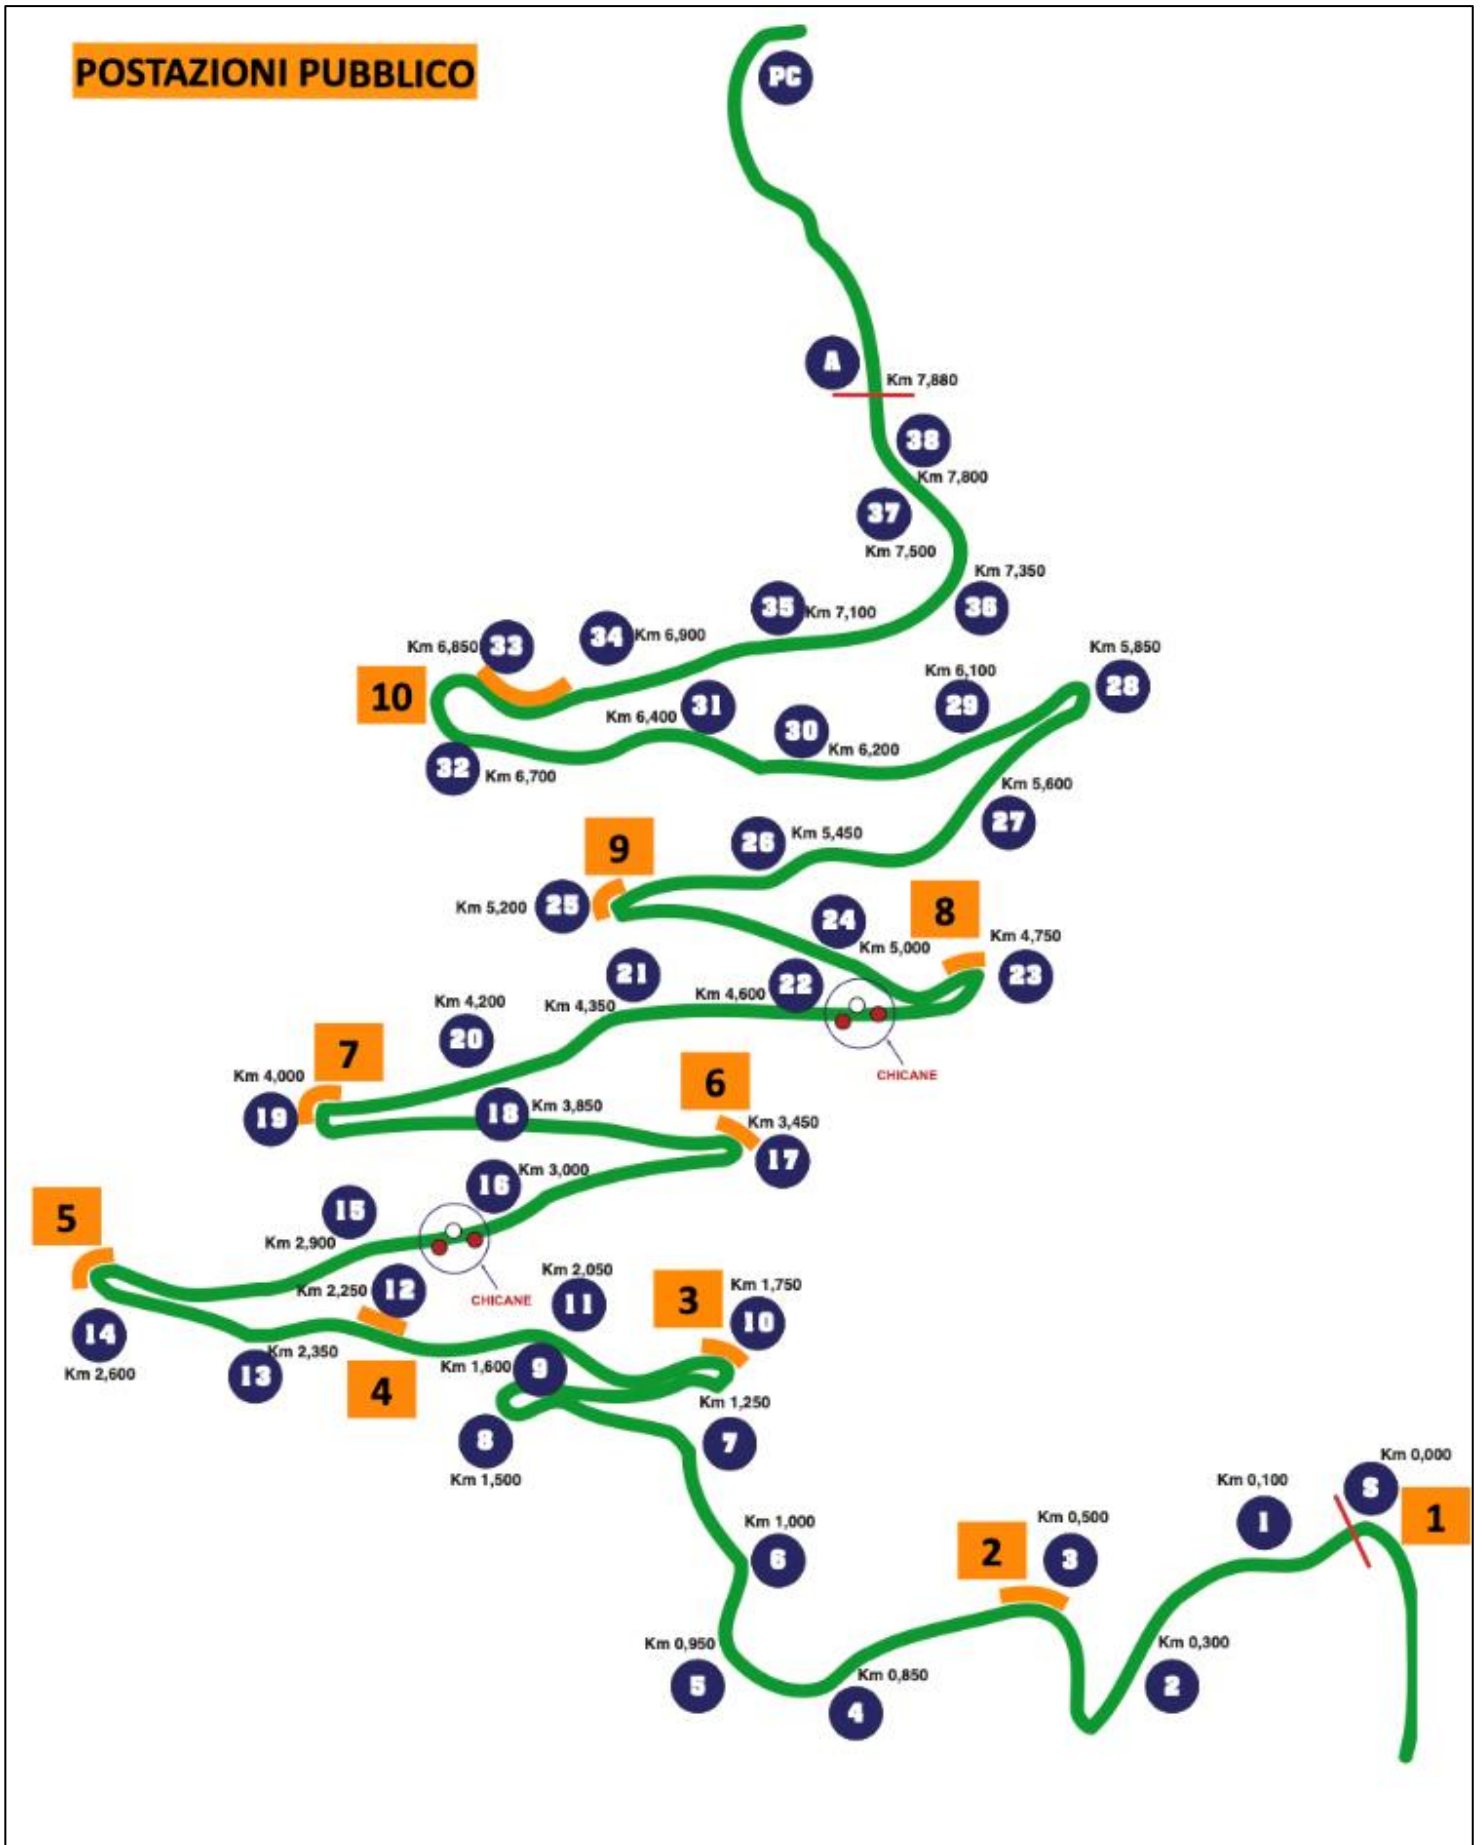 POSTAZIONI PUBBLICO
PC
A
Km 7,880
38
Km 7,800
37
Km 7,500
Km 7,350
36
35
Km 7,100
34
Km 6,900
Km 6,850
33
10
Km 5,850
28
Km 6,100
29
31
Km 6,400
30
Km 6,200
32
Km 6,700
Km 5,600
27
9
26
Km 5,450
Km 5,200
25
8
24
Km 5,000
Km 4,750
23
21
22
Km 4,600
Km 4,200
Km 4,350
20
CHICANE
7
Km 4,000
19
6
18
Km 3,850
Km 3,450
17
16
Km 3,000
5
15
Km 2,900
CHICANE
Km 2,250
12
Km 2,050
11
3
Km 1,750
10
14
Km 2,600
Km 2,350
13
4
Km 1,600
9
Km 1,250
7
8
Km 1,500
Km 0,000
S
1
Km 0,100
1
Km 1,000
6
2
Km 0,500
3
Km 0,950
5
Km 0,850
4
Km 0,300
2